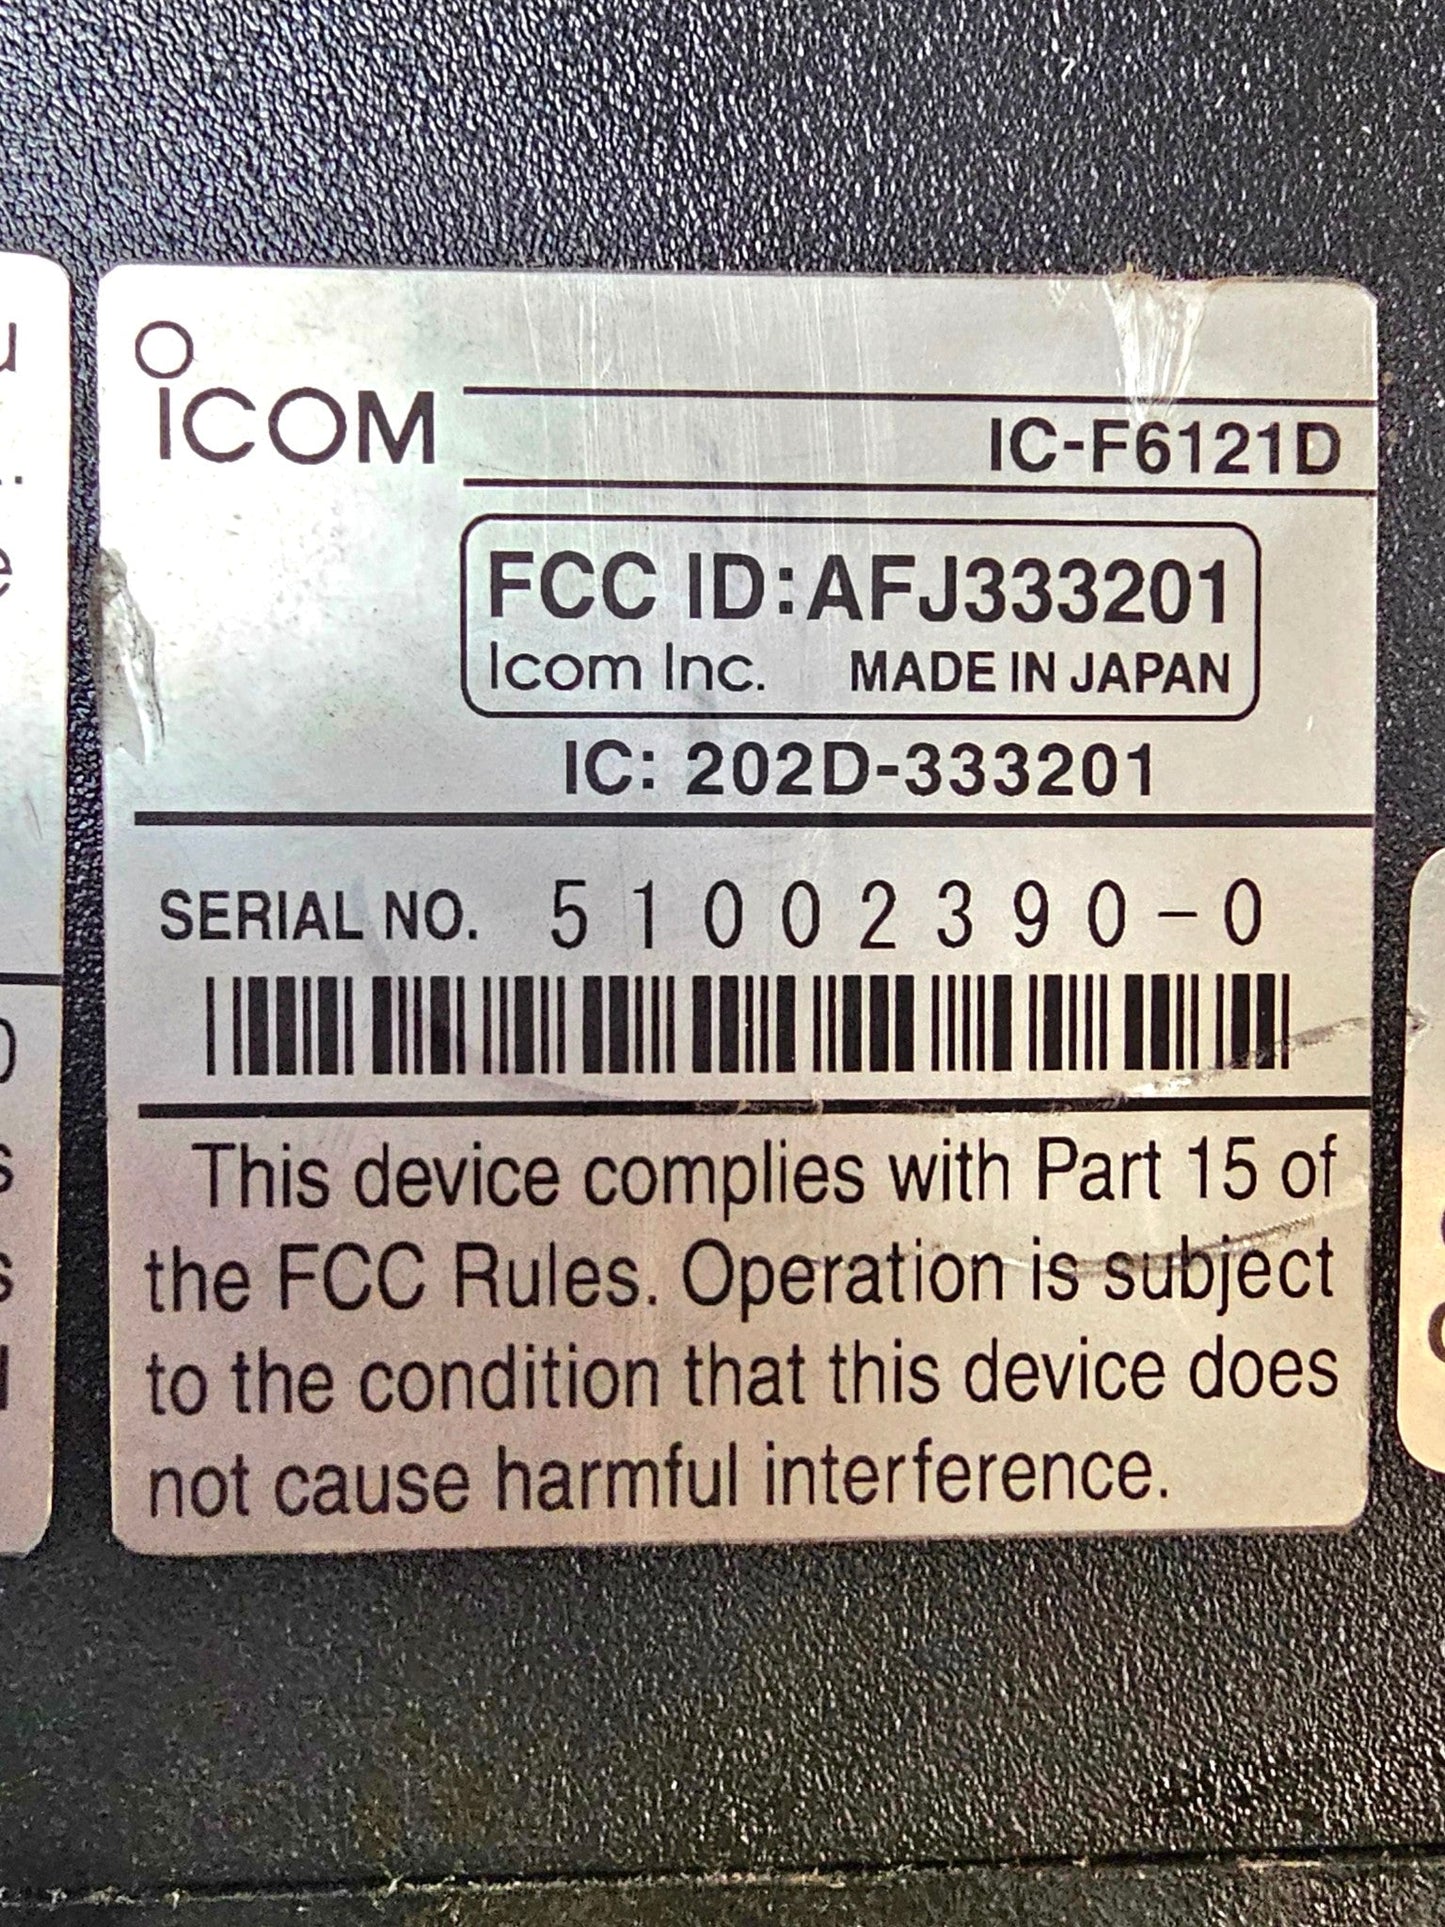 ICOM
IC-F6121D
FCC ID:AFJ333201
Icom Inc. MADE IN JAPAN
IC: 202D-333201
SERIAL NO. 51002390-0
This device complies with Part 15 of
the FCC Rules. Operation is subject
to the condition that this device does
not cause harmful interference.